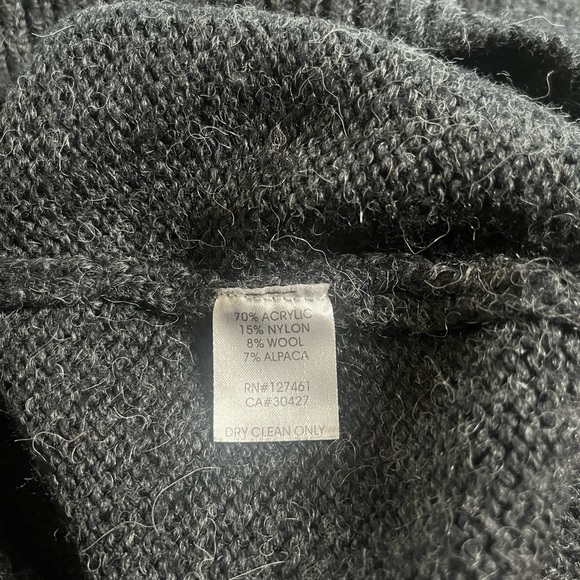 70% ACRYLIC
15% NYLON
8% WOOL
7% ALPACA
RN#127461
CA#30427
DRY CLEAN ONLY